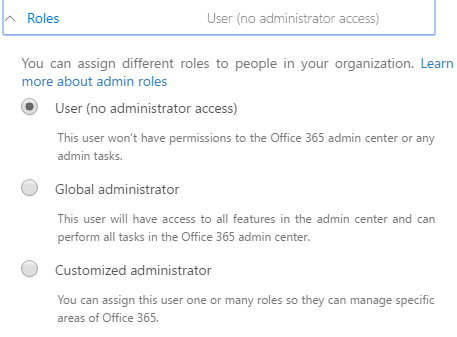 Roles User (no administrator access)
You can assign different roles to people in your organization. Learn
more about admin roles
User (no administrator access)
This user won't have permissions to the Office 365 admin center or any
admin tasks.
Global administrator
This user will have access to all features in the admin center and can
perform all tasks in the Office 365 admin center.
Customized administrator
You can assign this user one or many roles so they can manage specific
areas of Office 365.